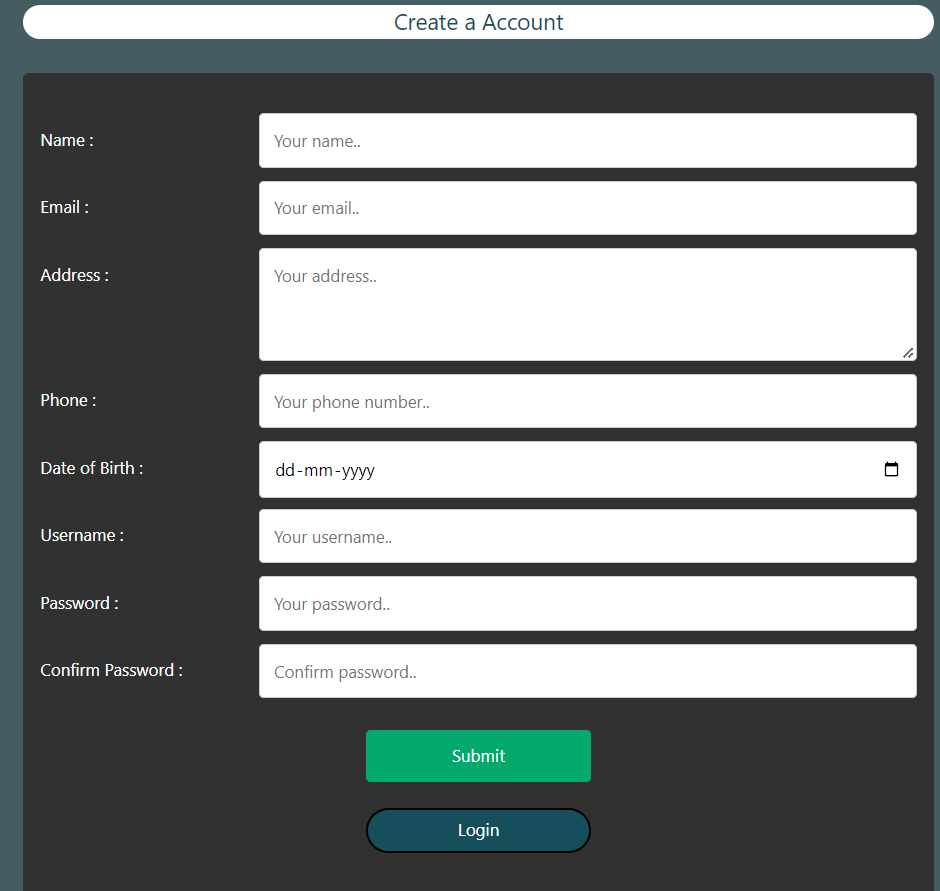 Create a Account
Name :
Your name..
Email :
Your email..
Address :
Your address..
Phone :
Your phone number..
Date of Birth :
dd-mm-yyyy
Username :
Your username..
Password :
Your password..
Confirm Password :
Confirm password..
Submit
Login